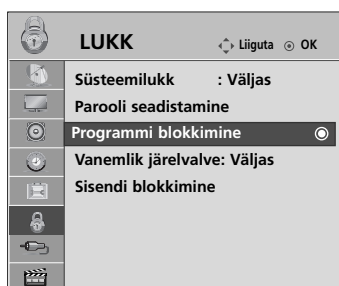 LUKK Liiguta OK
Süsteemilukk : Väljas
Parooli seadistamine
Programmi blokkimine
Vanemlik järelvalve: Väljas
Sisendi blokkimine